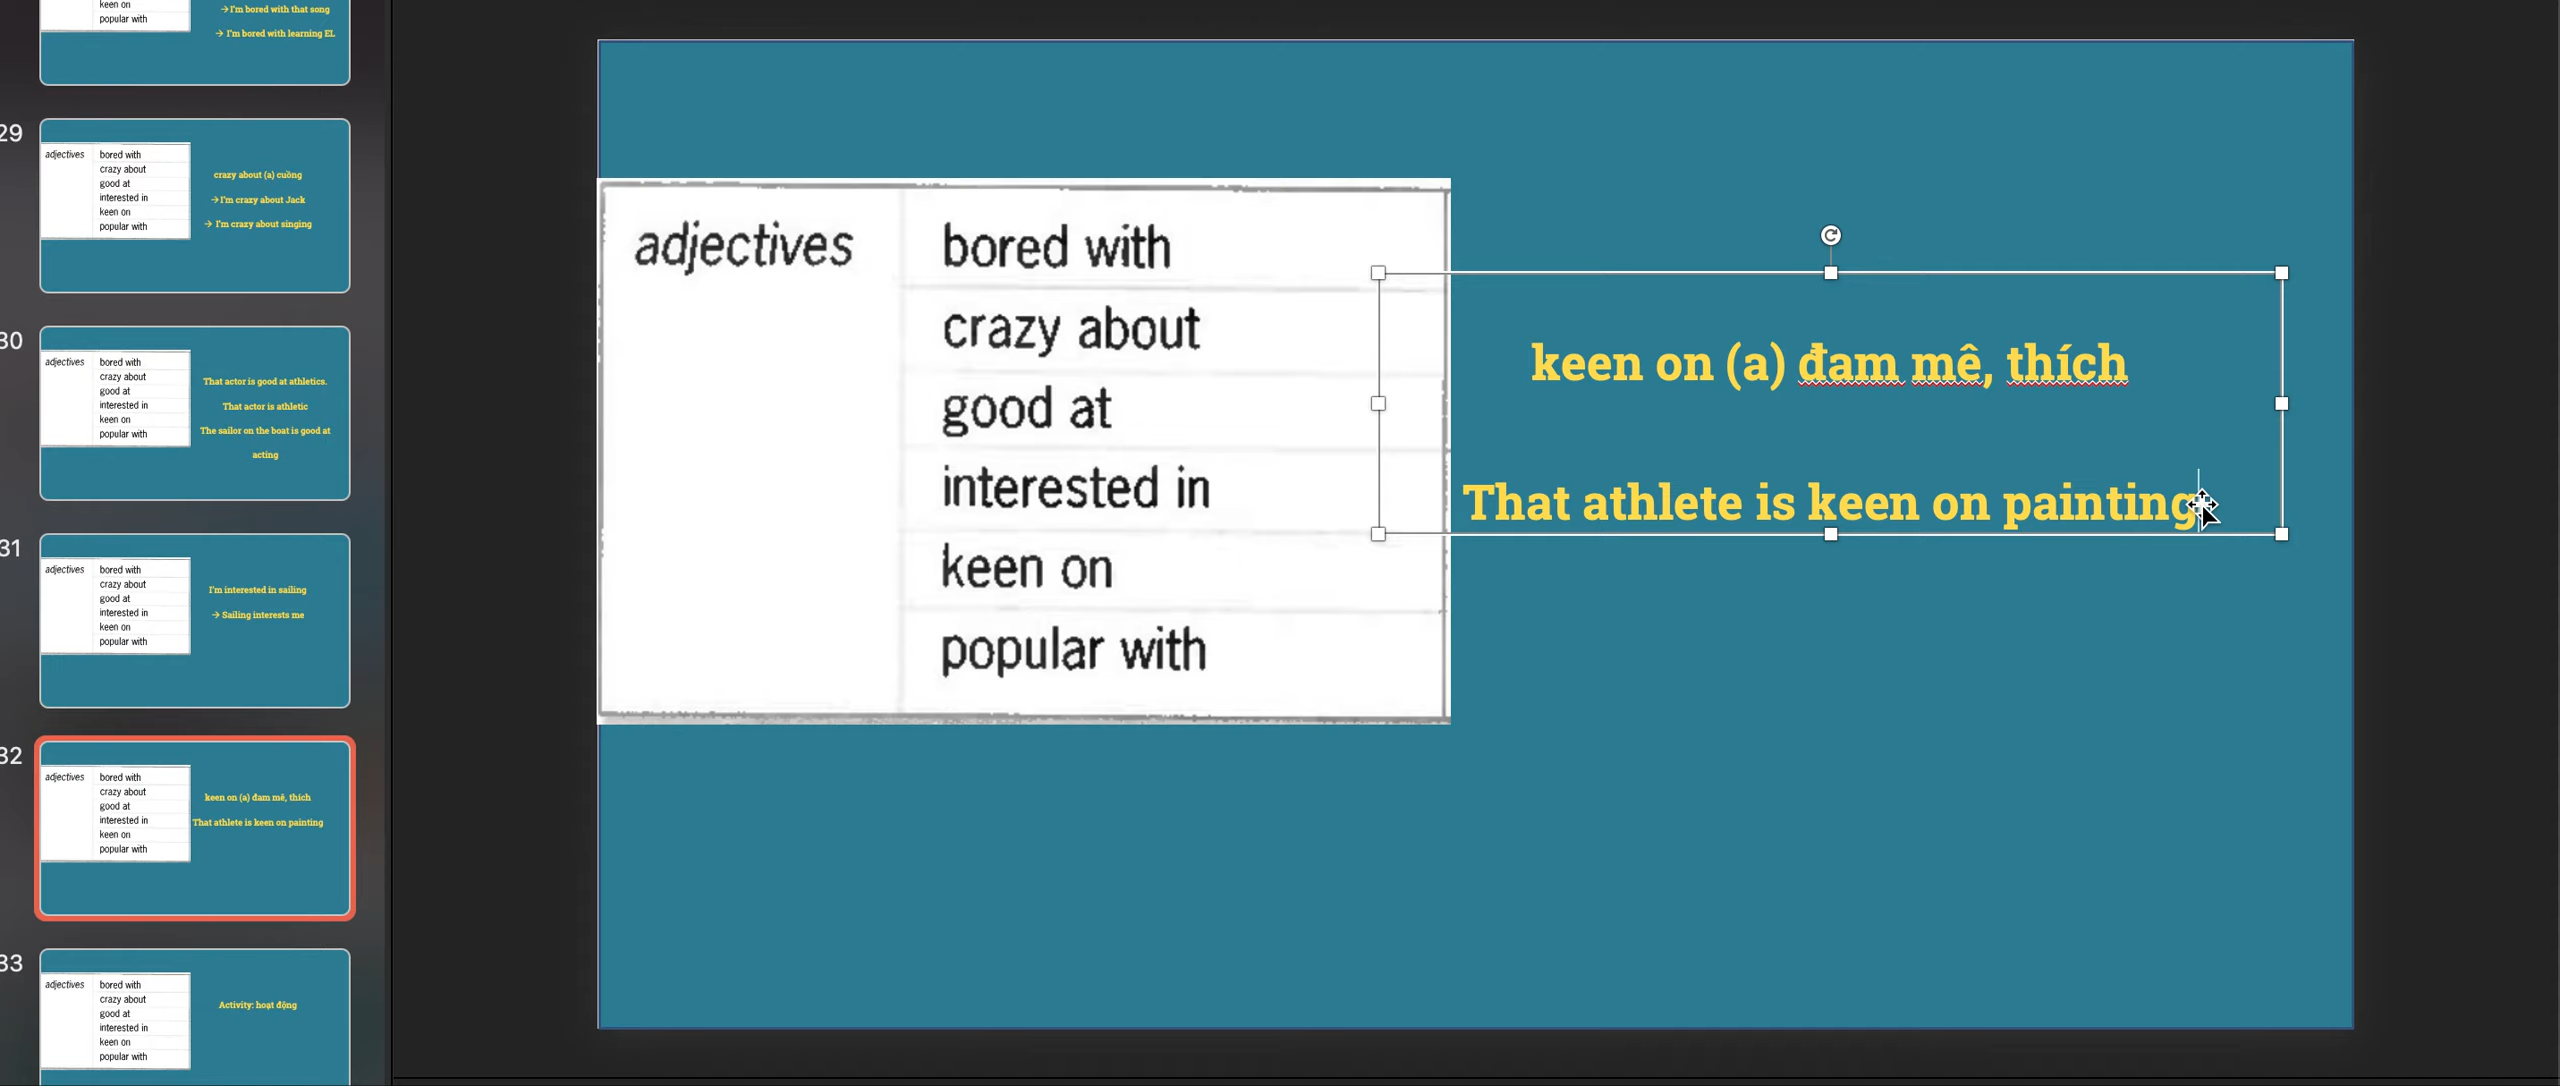 keen on
popular with
→I'm bored with that song
→ I'm bored with learning EL
29
adjectives bored with
crazy about
good at
interested in
keen on
popular with
crazy about (a) cuồng
→I'm crazy about Jack
→ I'm crazy about singing
30
adjectives bored with
crazy about
good at
interested in
keen on
popular with
That actor is good at athletics.
That actor is athletic
The sailor on the boat is good at
acting
31
adjectives bored with
crazy about
good at
interested in
keen on
popular with
I'm interested in sailing
→ Sailing interests me
32
adjectives bored with
crazy about
good at
interested in
keen on
popular with
keen on (a) đam mê, thích
That athlete is keen on painting
33
adjectives bored with
crazy about
good at
interested in
keen on
popular with
Activity: hoạt động
adjectives bored with
crazy about
good at
interested in
keen on
popular with
keen on (a) đam mê, thích
That athlete is keen on painting